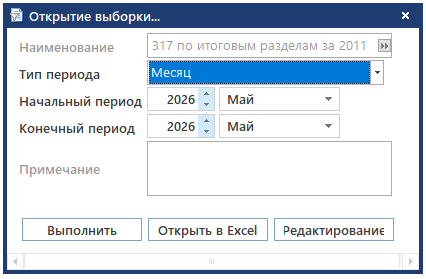 Открытие выборки...
Наименование 317 по итоговым разделам за 2011
Тип периода Месяц
Начальный период 2026 Май
Конечный период 2026 Май
Примечание
Выполнить Открыть в Excel Редактирование